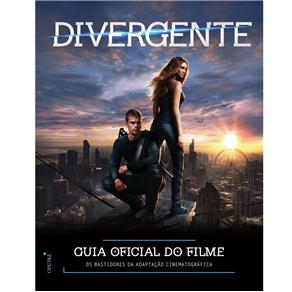 DIVERGENTE
GUIA OFICIAL DO FILME
OS BASTIDORES DA ADAPTAÇÃO CINEMATOGRÁFICA